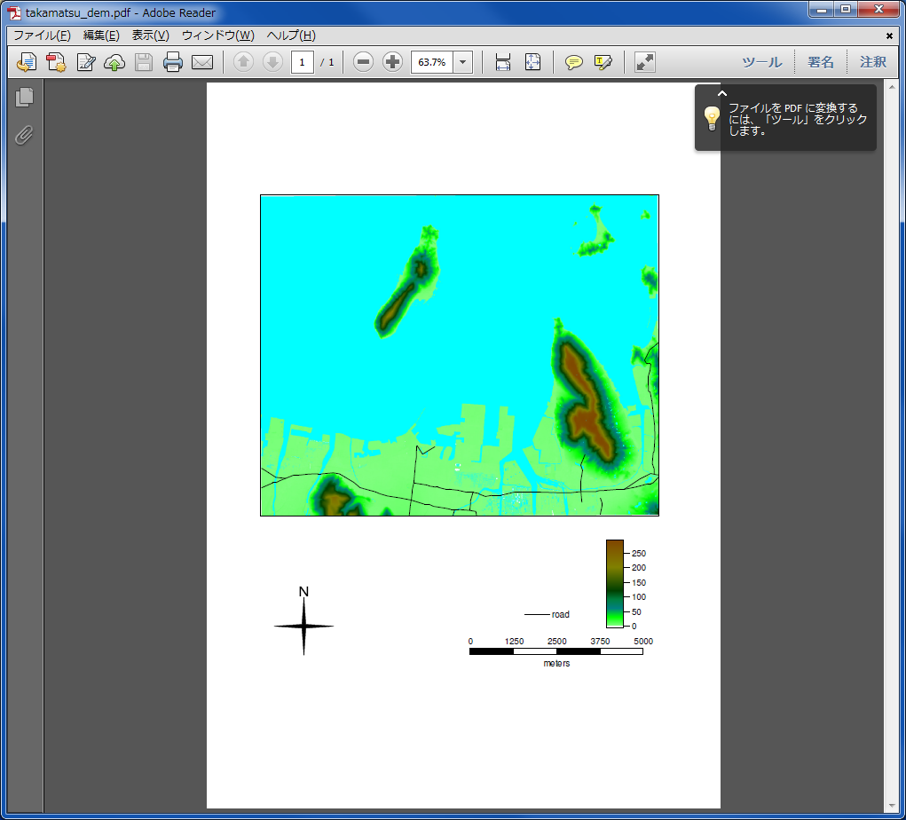 takamatsu_dem.pdf - Adobe Reader
ファイル(F) 編集(E) 表示(V) ウィンドウ(W) ヘルプ(H)
1 / 1 63.7% ツール 署名 注釈
ファイルを PDF に変換する
には、「ツール」をクリック
します。
250
200
150
100
50
0
N
road
0 1250 2500 3750 5000
meters